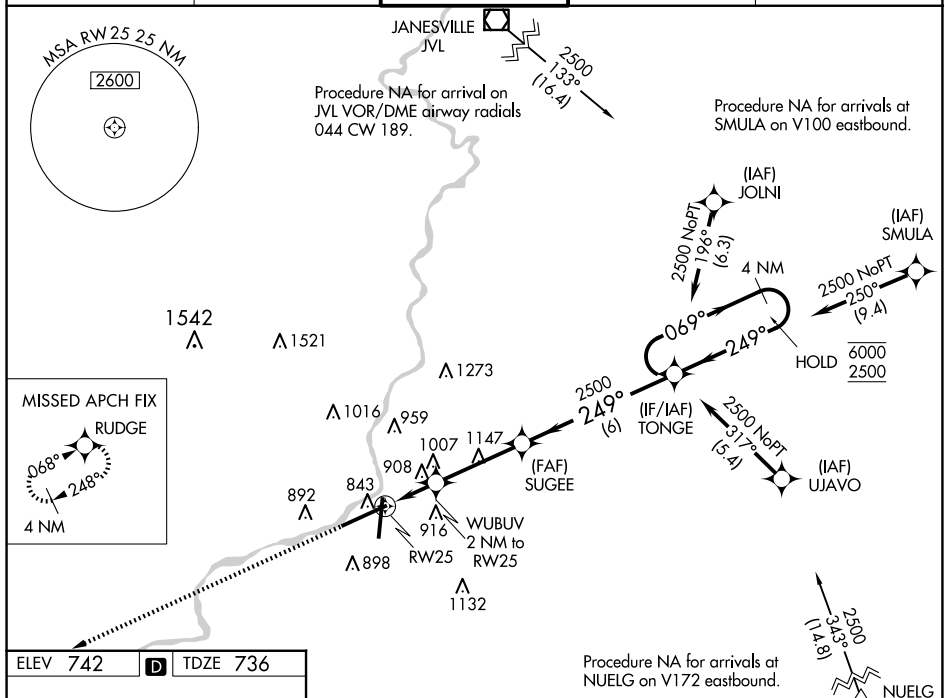 MSA RW 25 25 NM
2600
JANESVILLE
JVL
2500
133°
(16.4)
Procedure NA for arrival on
JVL VOR/DME airway radials
044 CW 189.
Procedure NA for arrivals at
SMULA on V100 eastbound.
(IAF)
JOLNI
2500 NoPT
196°
(6.3)
(IAF)
SMULA
2500 NoPT
250°
(9.4)
4 NM
069°
249°
HOLD
6000
2500
1542
1521
1273
1016
959
2500
249°
(6)
(IF/IAF)
TONGE
2500 NoPT
317°
(5.4)
(IAF)
UJAVO
MISSED APCH FIX
RUDGE
068°
248°
4 NM
1007
1147
908
(FAF)
SUGEE
892
843
916
WUBUV
2 NM to
RW25
RW25
898
1132
2500
343°
(14.8)
NUELG
Procedure NA for arrivals at
NUELG on V172 eastbound.
ELEV 742
D
TDZE 736